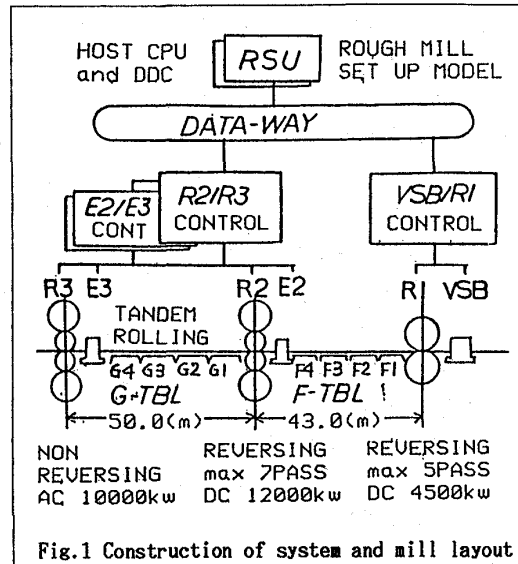 HOST CPU
and DDC
RSU
ROUGH MILL
SET UP MODEL
DATA-WAY
E2/E3
CONT
R2/R3
CONTROL
VSB/R1
CONTROL
R3 E3 R2 E2 R1 VSB
TANDEM
ROLLING
G4 G3 G2 G1 F4 F3 F2 F1
G-TBL F-TBL
50.0(m) 43.0(m)
NON REVERSING REVERSING
REVERSING max 7PASS max 5PASS
AC 10000kw DC 12000kw DC 4500kw
Fig.1 Construction of system and mill layout